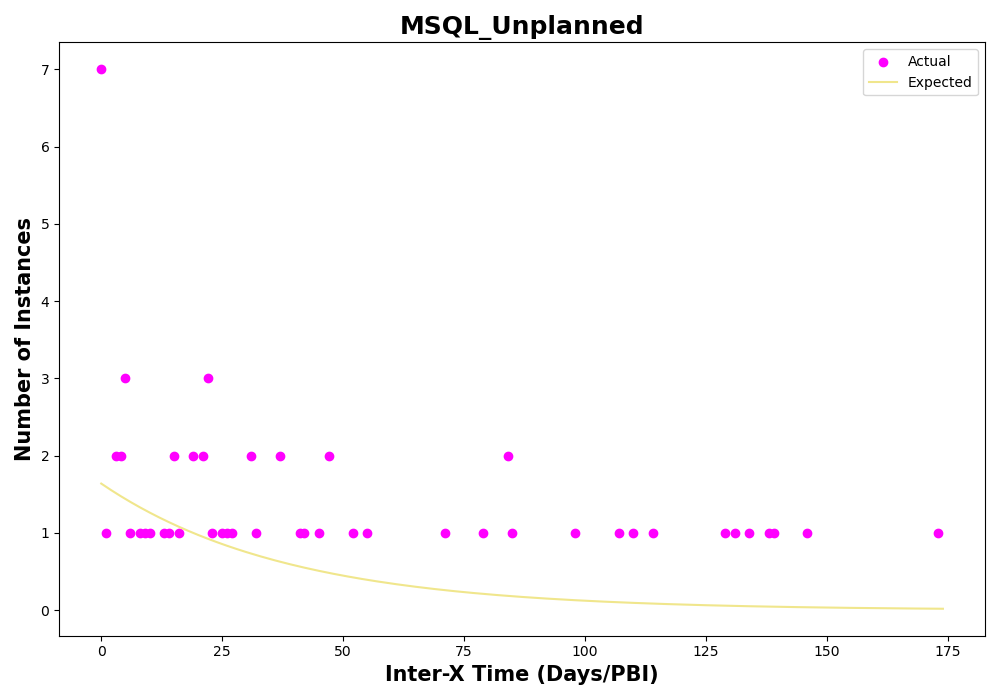 MSQL_Unplanned
Actual
Expected
Number of Instances
7
6
5
4
3
2
1
0
0 25 50 75 100 125 150 175
Inter-X Time (Days/PBI)